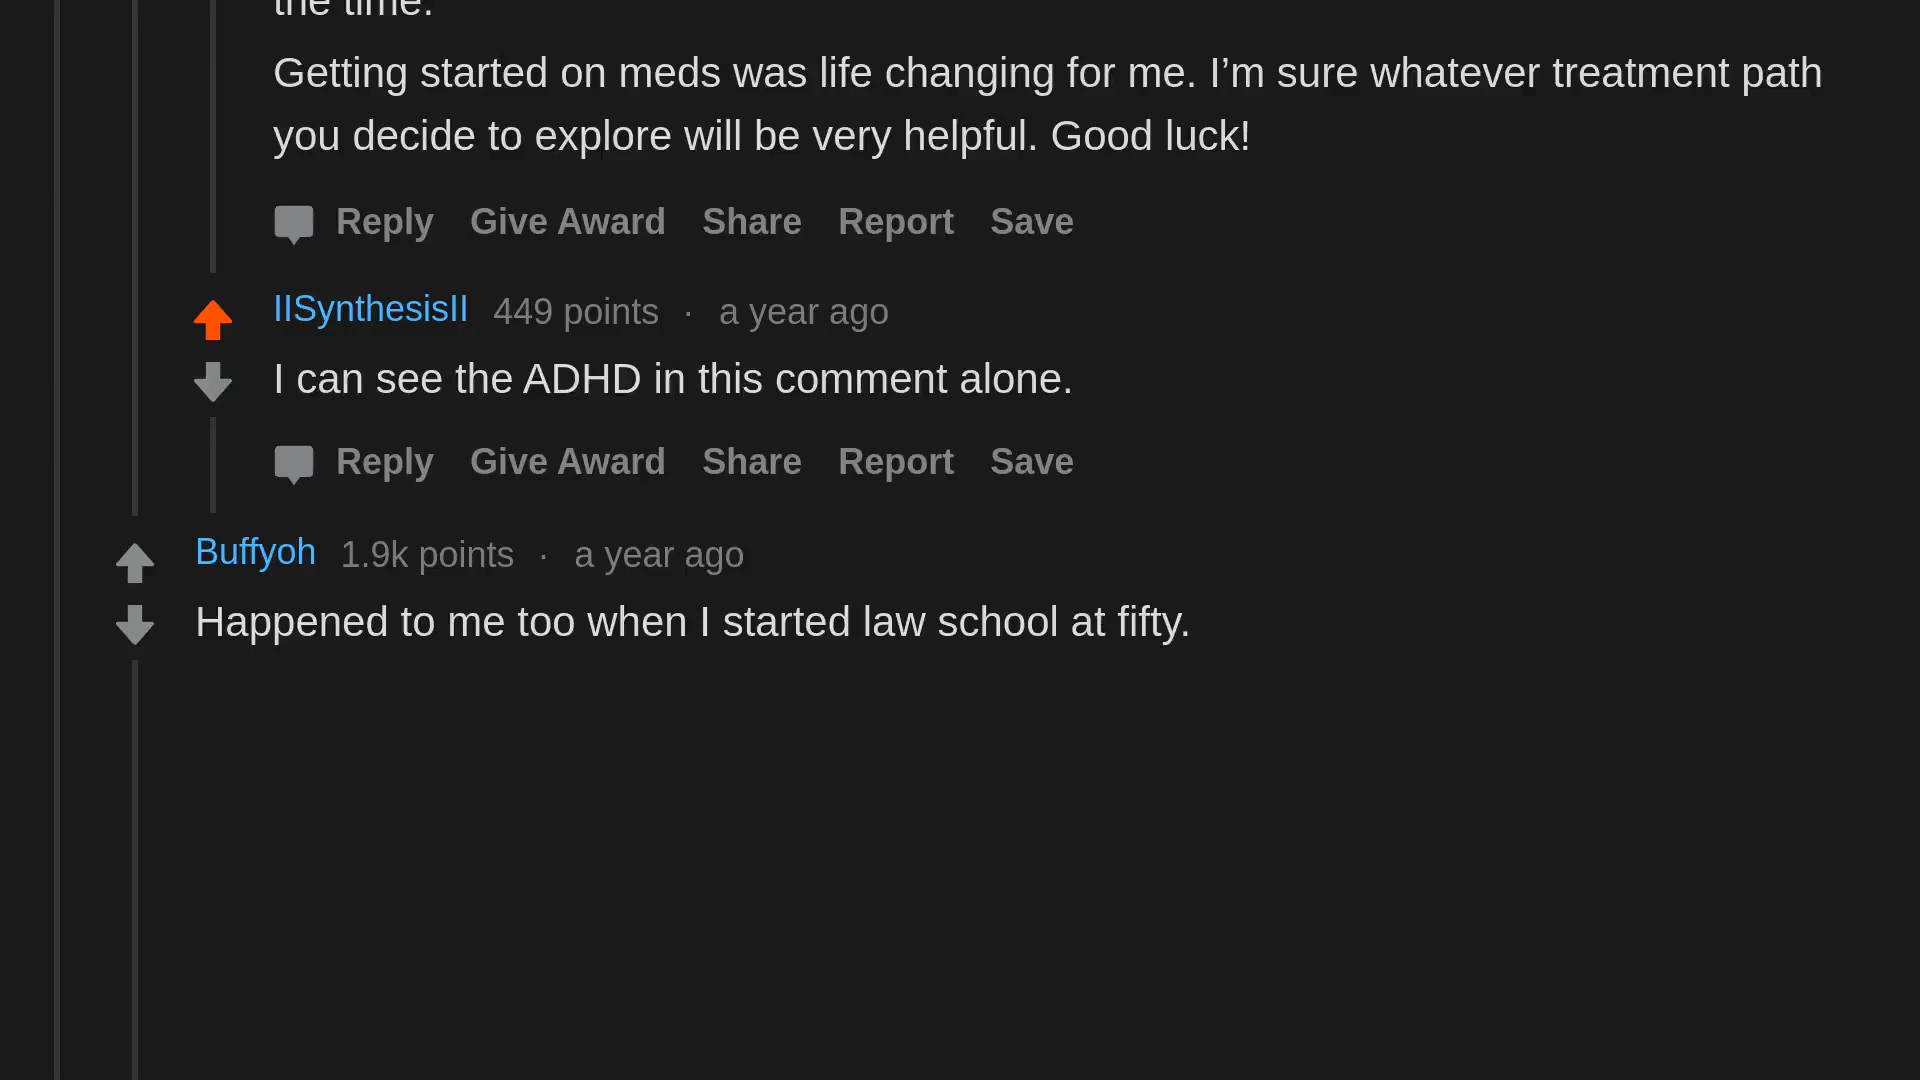 the time.
Getting started on meds was life changing for me. I’m sure whatever treatment path
you decide to explore will be very helpful. Good luck!
Reply Give Award Share Report Save
IISynthesisII 449 points · a year ago
I can see the ADHD in this comment alone.
Reply Give Award Share Report Save
Buffyoh 1.9k points · a year ago
Happened to me too when I started law school at fifty.